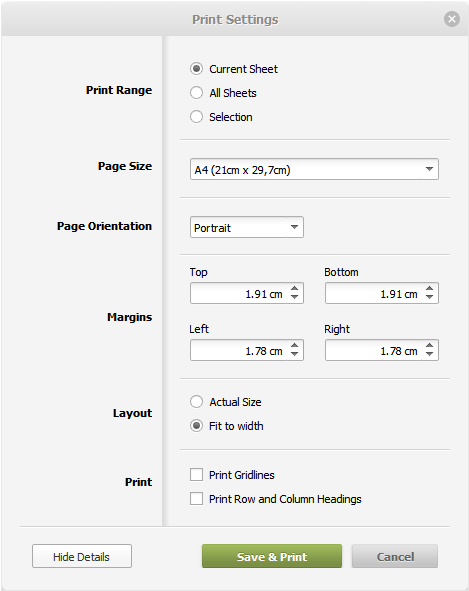 Print Settings
Print Range
Current Sheet
All Sheets
Selection
Page Size
A4 (21cm x 29,7cm)
Page Orientation
Portrait
Margins
Top Bottom
1.91 cm 1.91 cm
Left Right
1.78 cm 1.78 cm
Layout
Actual Size
Fit to width
Print
Print Gridlines
Print Row and Column Headings
Hide Details Save & Print Cancel